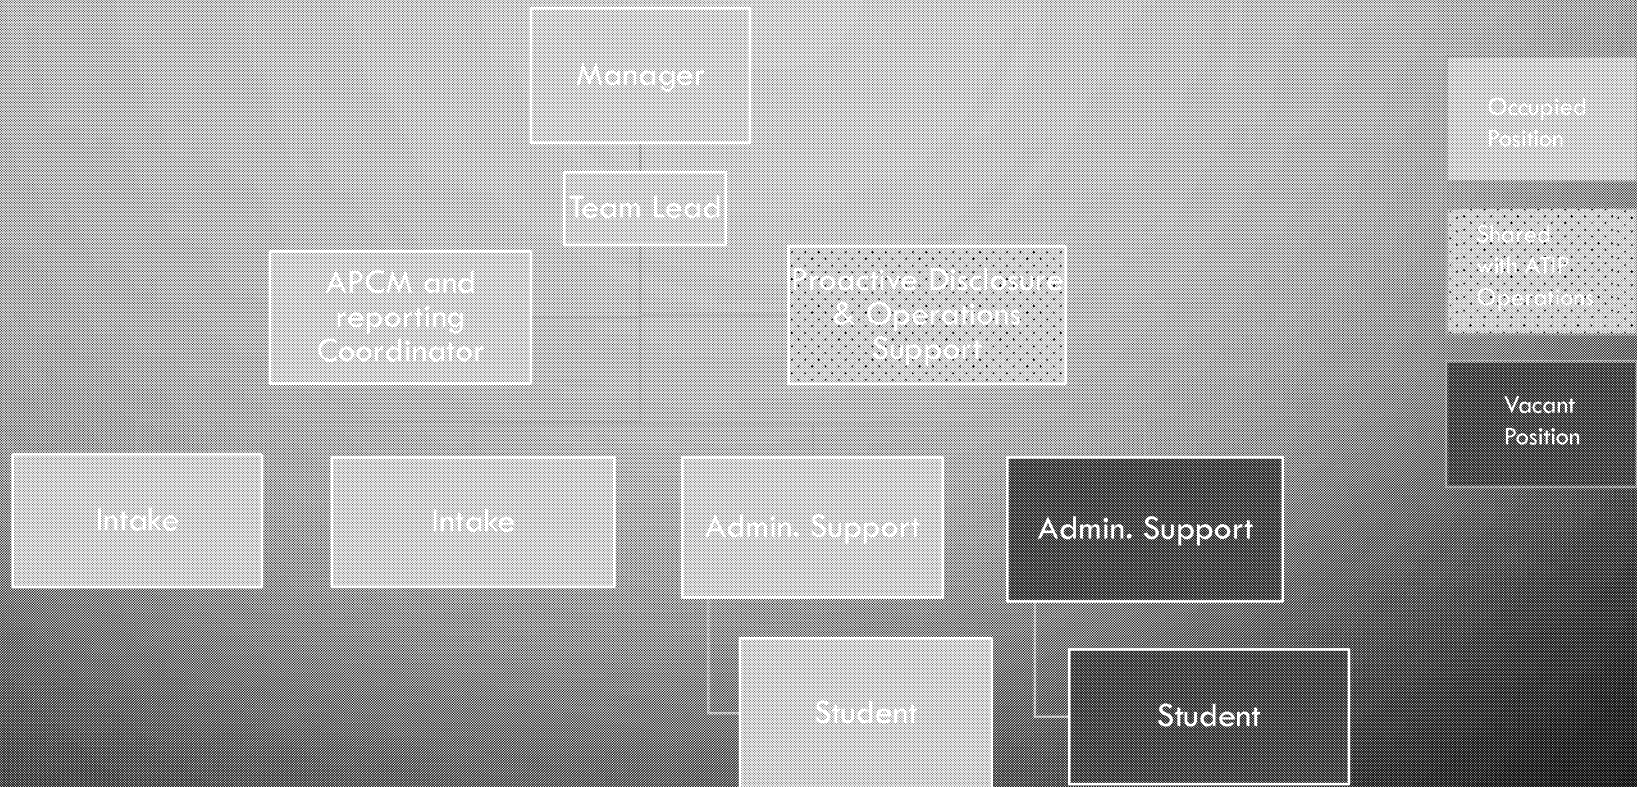 Manager
Team Lead
APCM and
reporting
Coordinator
Proactive Disclosure
& Operations
Support
Intake
Intake
Admin. Support
Admin. Support
Student
Student
Occupied
Position
Shared
with ATIP
Operations
Vacant
Position